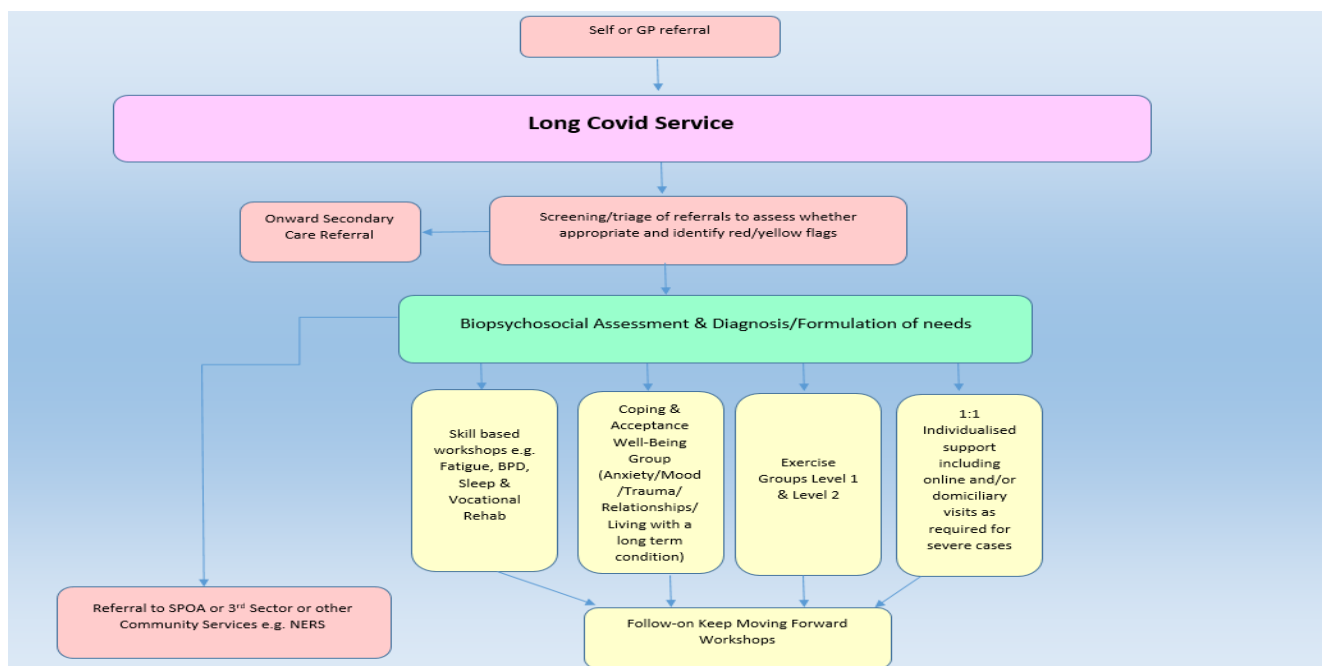 Self or GP referral
Long Covid Service
Onward Secondary
Care Referral
Screening/triage of referrals to assess whether
appropriate and identify red/yellow flags
Biopsychosocial Assessment & Diagnosis/Formulation of needs
Skill based
workshops e.g.
Fatigue, BPD,
Sleep &
Vocational
Rehab
Coping &
Acceptance
Well-Being
Group
(Anxiety/Mood
/Trauma/
Relationships/
Living with a
long term
condition)
Exercise
Groups Level 1
& Level 2
1:1
Individualised
support
including
online and/or
domiciliary
visits as
required for
severe cases
Referral to SPOA or 3rd Sector or other
Community Services e.g. NERS
Follow-on Keep Moving Forward
Workshops